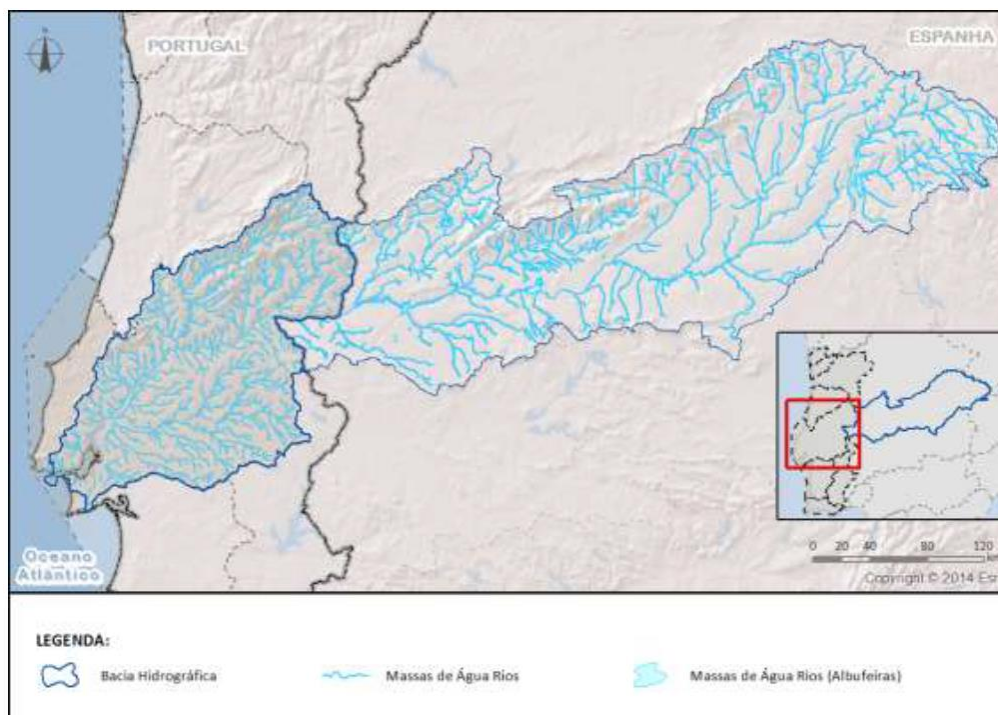 PORTUGAL
ESPANHA
Oceano
Atlântico
0 20 40 80 120
Copyright © 2014 Es
LEGENDA:
Bacia Hidrográfica
Massas de Água Rios
Massas de Água Rios (Albufeiras)